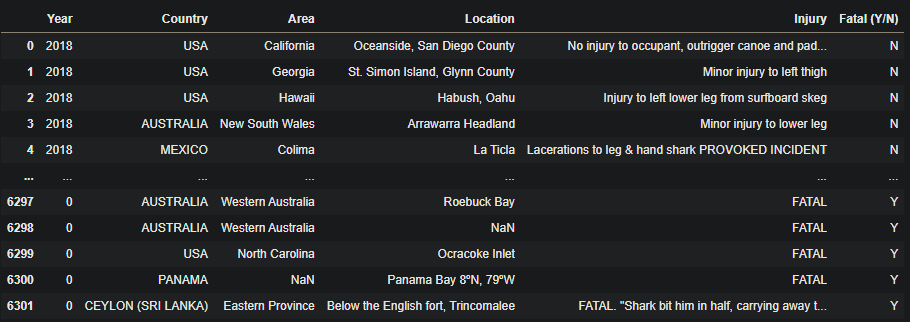 Year Country Area Location Injury Fatal (Y/N)
0 2018 USA California Oceanside, San Diego County No injury to occupant, outrigger canoe and pad... N
1 2018 USA Georgia St. Simon Island, Glynn County Minor injury to left thigh N
2 2018 USA Hawaii Habush, Oahu Injury to left lower leg from surfboard skeg N
3 2018 AUSTRALIA New South Wales Arrawarra Headland Minor injury to lower leg N
4 2018 MEXICO Colima La Ticla Lacerations to leg & hand shark PROVOKED INCIDENT N
... ... ... ... ... ... ...
6297 0 AUSTRALIA Western Australia Roebuck Bay FATAL Y
6298 0 AUSTRALIA Western Australia NaN FATAL Y
6299 0 USA North Carolina Ocracoke Inlet FATAL Y
6300 0 PANAMA NaN Panama Bay 8ºN, 79ºW FATAL Y
6301 0 CEYLON (SRI LANKA) Eastern Province Below the English fort, Trincomalee FATAL. "Shark bit him in half, carrying away t... Y